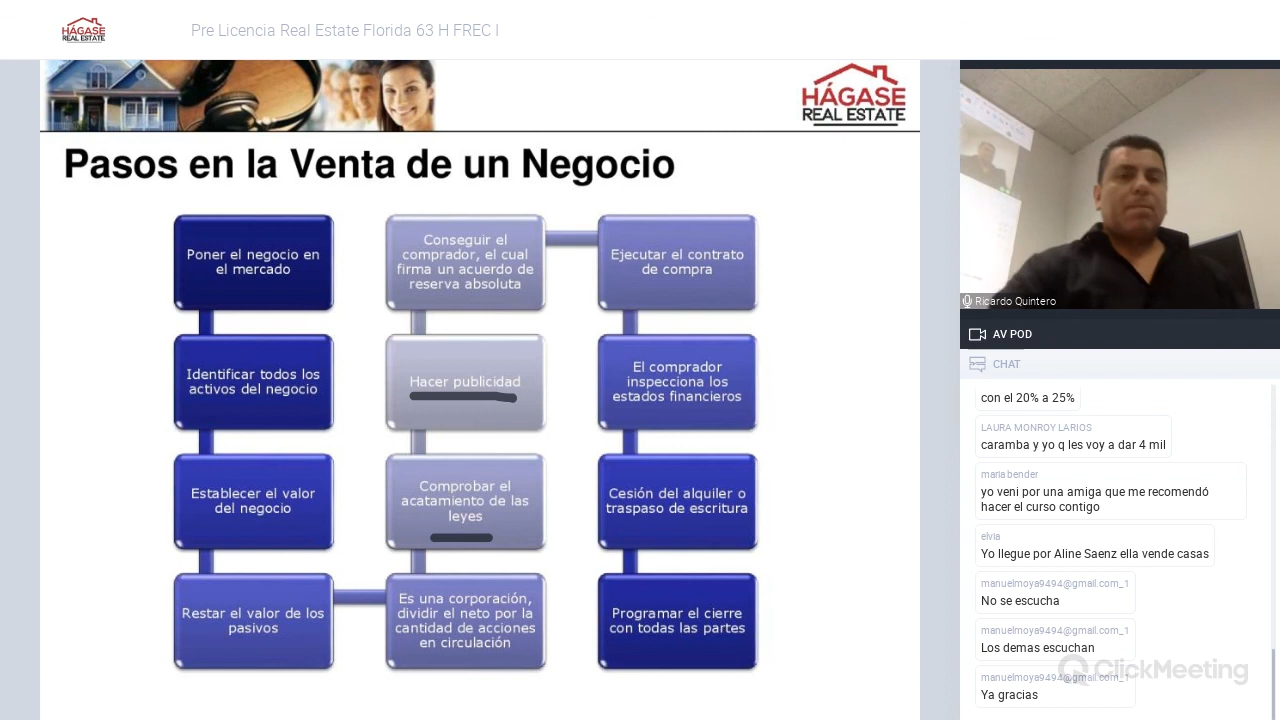 HÁGASE
REAL ESTATE
Pre Licencia Real Estate Florida 63 H FREC I
HÁGASE
REAL ESTATE
Pasos en la Venta de un Negocio
Poner el negocio en
el mercado
Identificar todos los
activos del negocio
Establecer el valor
del negocio
Restar el valor de los
pasivos
Es una corporación,
dividir el neto por la
cantidad de acciones
en circulación
Comprobar el
acatamiento de las
leyes
Hacer publicidad
Conseguir el
comprador, el cual
firma un acuerdo de
reserva absoluta
Ejecutar el contrato
de compra
El comprador
inspecciona los
estados financieros
Cesión del alquiler o
traspaso de escritura
Programar el cierre
con todas las partes
Ricardo Quintero
AV POD
CHAT
con el 20% a 25%
LAURA MONROY LARIOS
caramba y yo q les voy a dar 4 mil
maria bender
yo veni por una amiga que me recomendó
hacer el curso contigo
elvia
Yo llegue por Aline Saenz ella vende casas
manuelmoya9494@gmail.com_1
No se escucha
manuelmoya9494@gmail.com_1
Los demas escuchan
manuelmoya9494@gmail.com_1
Ya gracias
ClickMeeting